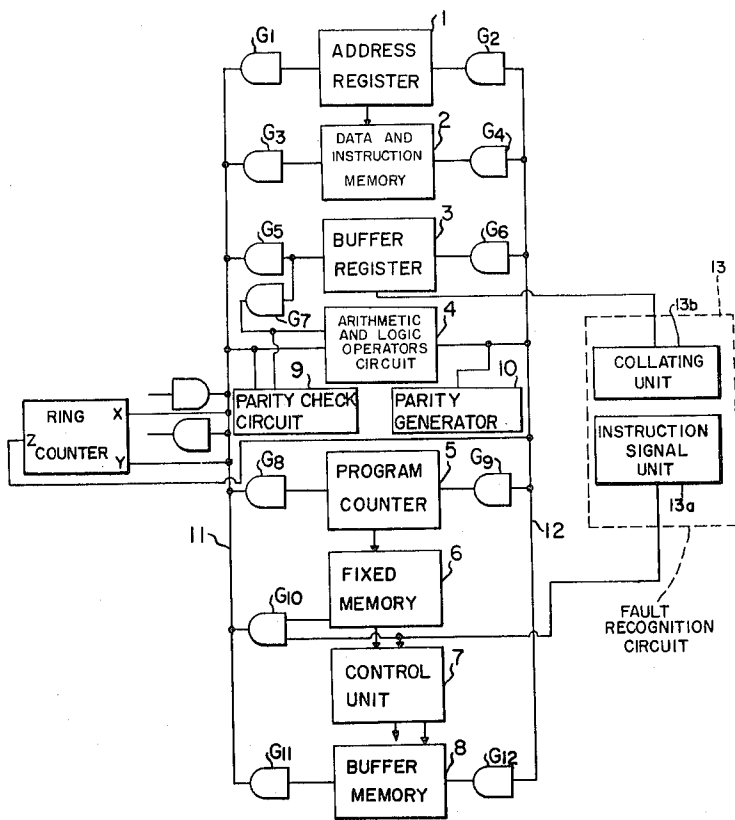 1
G1
ADDRESS
REGISTER
G2
G3
2
DATA AND
INSTRUCTION
MEMORY
G4
G5
3
BUFFER
REGISTER
G6
G7
4
ARITHMETIC
AND LOGIC
OPERATORS
CIRCUIT
13
13b
COLLATING
UNIT
9
PARITY CHECK
CIRCUIT
10
PARITY
GENERATOR
RING
COUNTER
X
Z
Y
INSTRUCTION
SIGNAL
UNIT
13a
G8
5
PROGRAM
COUNTER
G9
11
12
6
FIXED
MEMORY
G10
FAULT
RECOGNITION
CIRCUIT
7
CONTROL
UNIT
G11
8
BUFFER
MEMORY
G12